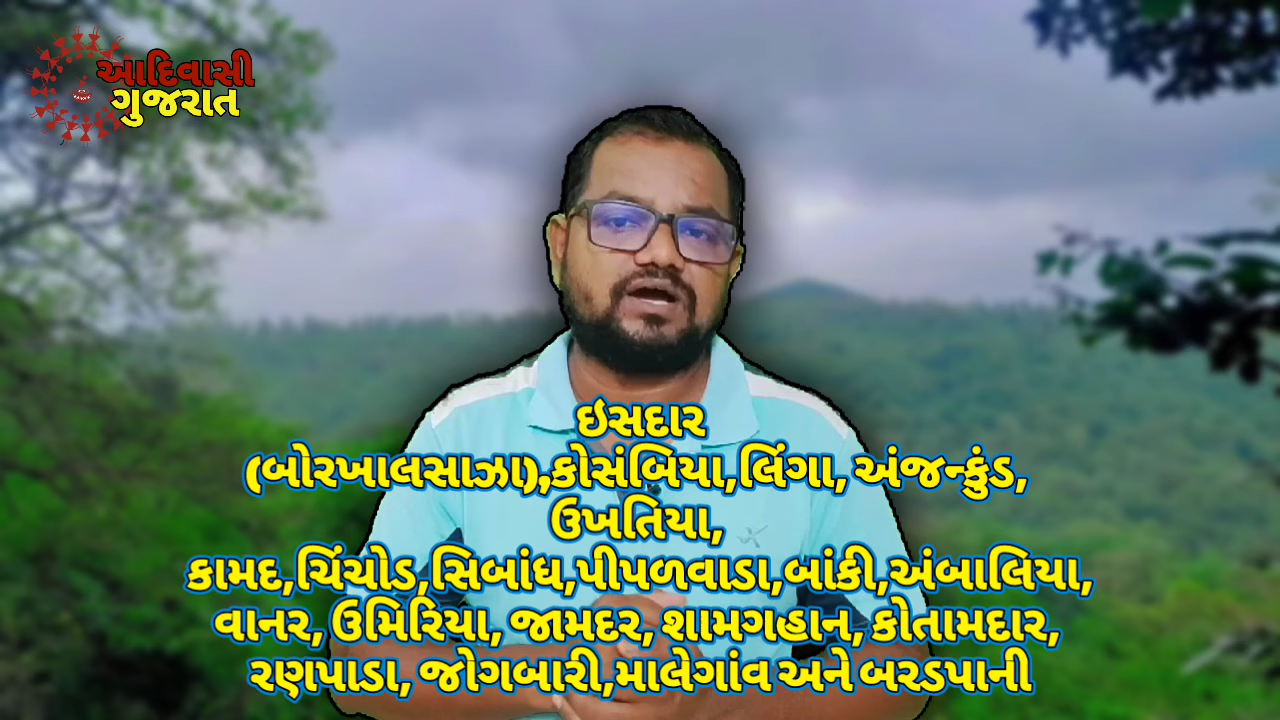 આદિવાસી
ગુજરાત
ઇસદાર
(બોરખાલસાઝા),કોસંબિયા,લિંગા, અંજન્કુંડ,
ઉખતિયા,
કામદ,ચિંચોડ,સિબાંધ,પીપળવાડા,બાંકી,અંબાલિયા,
વાનર, ઉમિરિયા, જામદર, શામગહાન, કોતામદાર,
રણપાડા, જોગબારી,માલેગાંવ અને બરડપાની